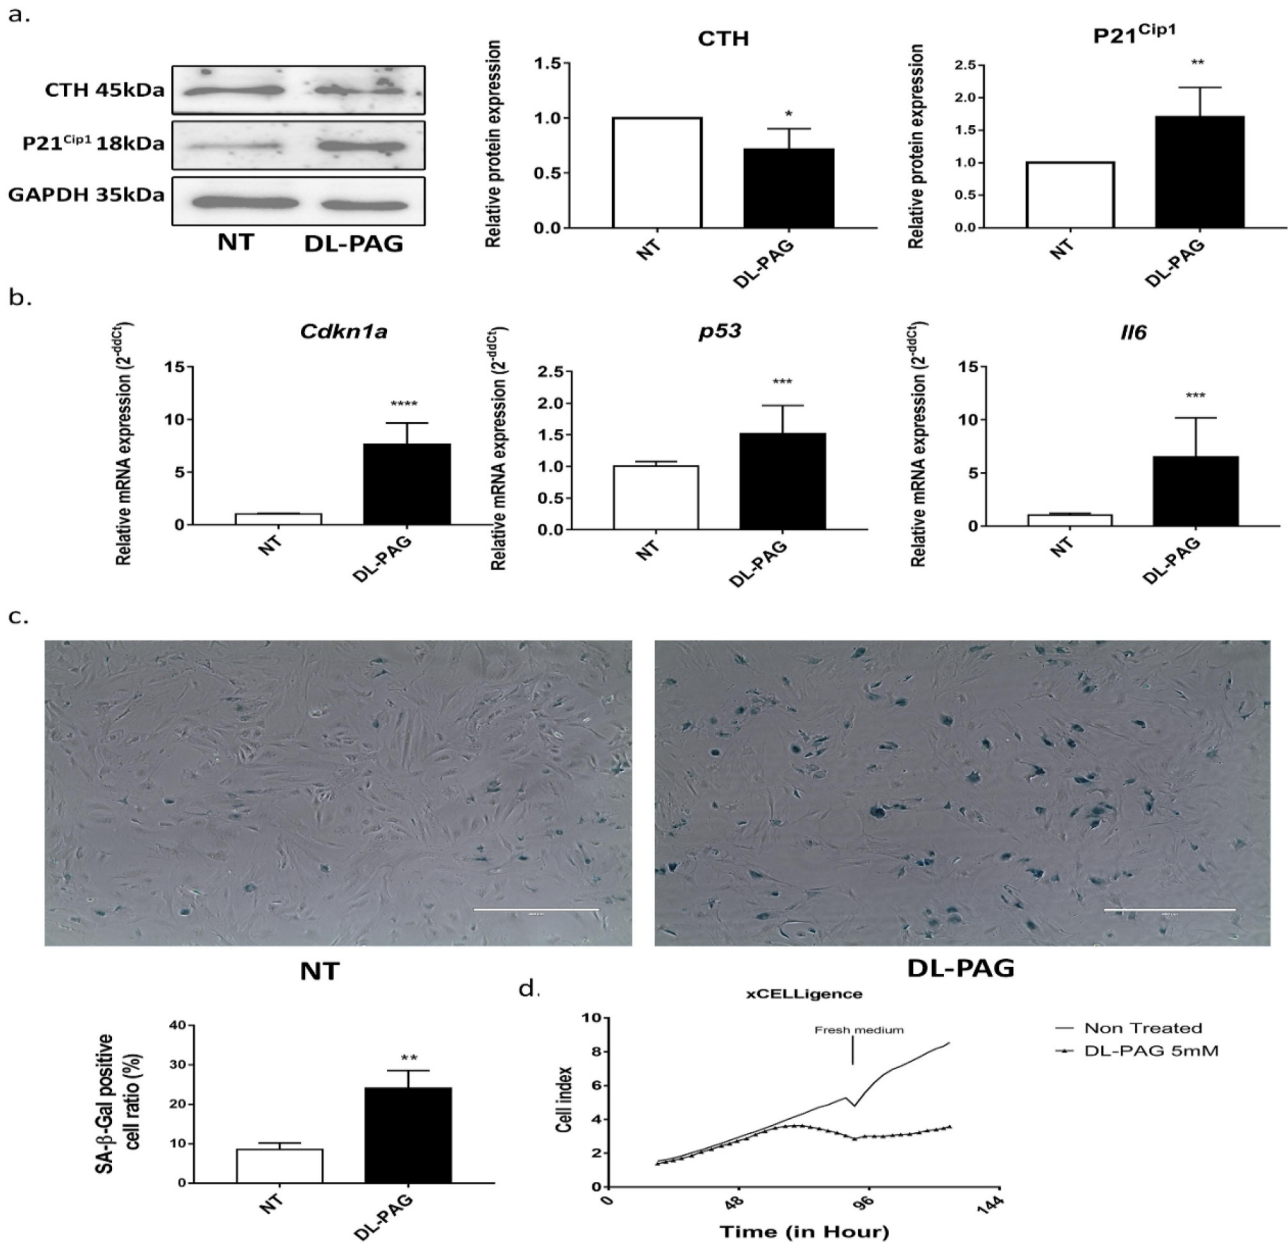 a.
CTH 45kDa
P21Cip1 18kDa
GAPDH 35kDa
NT DL-PAG
CTH
Relative protein expression
1.5
1.0
0.5
0.0
NT
DL-PAG
*
P21Cip1
Relative protein expression
2.5
2.0
1.5
1.0
0.5
0.0
NT
DL-PAG
**
b.
Cdkn1a
Relative mRNA expression (2-ddCt)
15
10
5
0
NT
DL-PAG
****
p53
Relative mRNA expression (2-ddCt)
2.5
2.0
1.5
1.0
0.5
0.0
NT
DL-PAG
***
Il6
Relative mRNA expression (2-ddCt)
15
10
5
0
NT
DL-PAG
***
c.
NT
DL-PAG
SA-β-Gal positive
cell ratio (%)
40
30
20
10
0
NT
DL-PAG
**
d.
xCELLigence
Fresh medium
Cell index
10
8
6
4
2
0
0
48
96
144
Time (in Hour)
Non Treated
DL-PAG 5mM